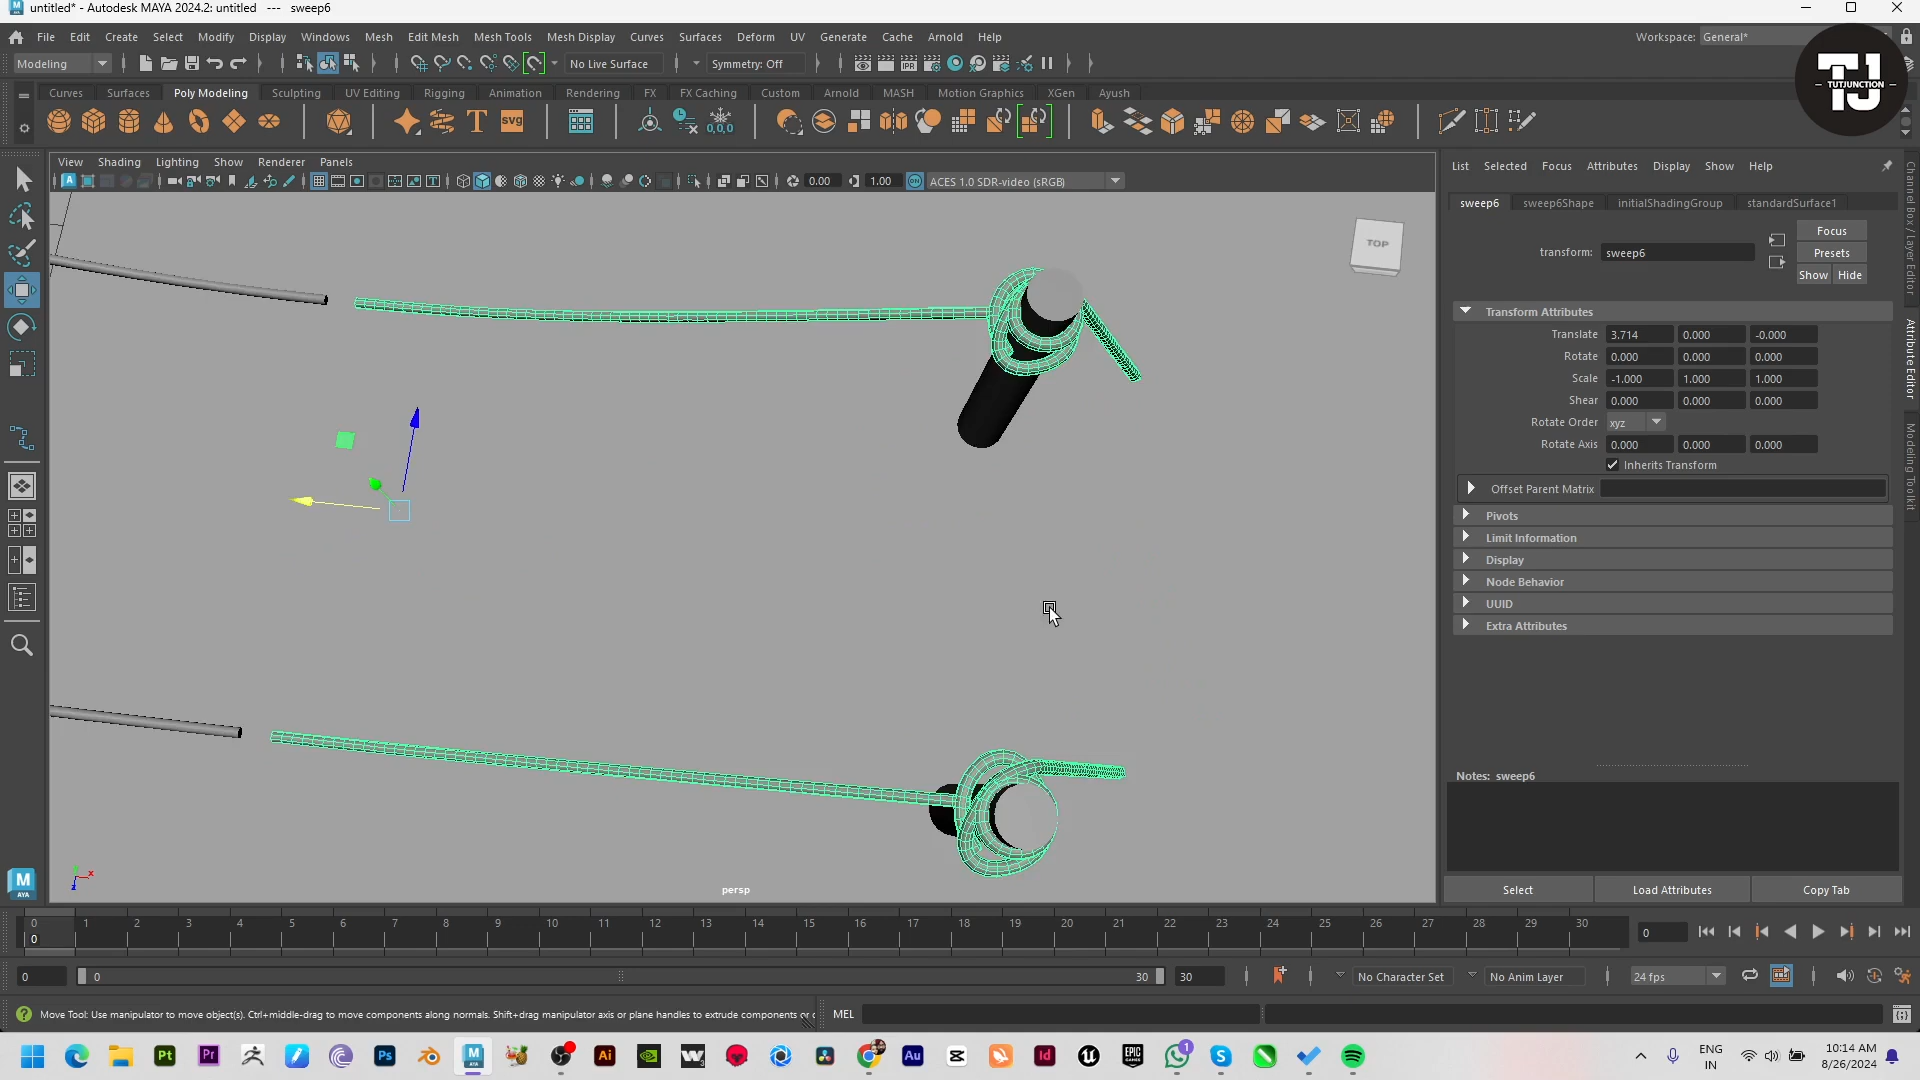 untitled* - Autodesk MAYA 2024.2: untitled --- sweep6
File Edit Create Select Modify Display Windows Mesh Edit Mesh Mesh Tools Mesh Display Curves Surfaces Deform UV Generate Cache Arnold Help
Workspace: General*
Modeling No Live Surface Symmetry: Off
TJ
TUTJUNCTION
Curves Surfaces Poly Modeling Sculpting UV Editing Rigging Animation Rendering FX FX Caching Custom Arnold MASH Motion Graphics XGen Ayush
View Shading Lighting Show Renderer Panels
0.00 1.00 ACES 1.0 SDR-video (sRGB)
List Selected Focus Attributes Display Show Help
sweep6 sweep6Shape initialShadingGroup standardSurface1
Focus
transform: sweep6
Presets
Show Hide
Transform Attributes
Translate 3.714 0.000 -0.000
Rotate 0.000 0.000 0.000
Scale -1.000 1.000 1.000
Shear 0.000 0.000 0.000
Rotate Order xyz
Rotate Axis 0.000 0.000 0.000
Inherits Transform
Offset Parent Matrix
Pivots
Limit Information
Display
Node Behavior
UUID
Extra Attributes
Notes: sweep6
Select Load Attributes Copy Tab
Channel Box / Layer Editor
Attribute Editor
Modeling Toolkit
TOP
persp
0 1 2 3 4 5 6 7 8 9 10 11 12 13 14 15 16 17 18 19 20 21 22 23 24 25 26 27 28 29 30
0
0
0 0 30 30 No Character Set No Anim Layer 24 fps
Move Tool: Use manipulator to move object(s). Ctrl+middle-drag to move components along normals. Shift+drag manipulator axis or plane handles to extrude components or
MEL
ENG
IN
10:14 AM
8/26/2024